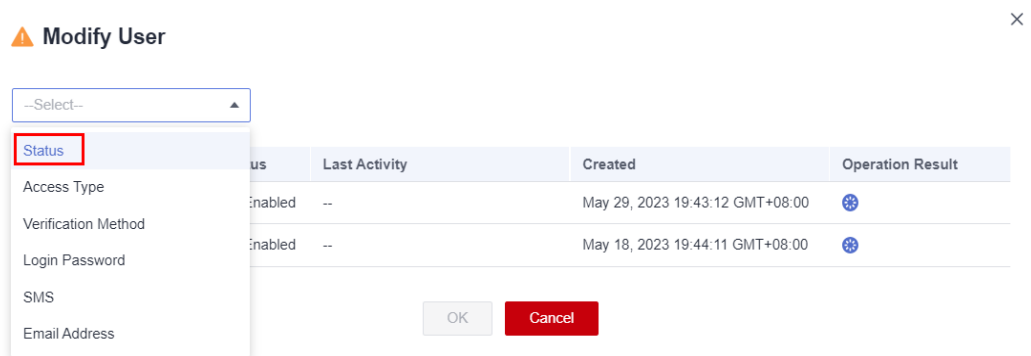 Modify User
--Select--
Status
Access Type
Verification Method
Login Password
SMS
Email Address
us Last Activity Created Operation Result
Enabled -- May 29, 2023 19:43:12 GMT+08:00
Enabled -- May 18, 2023 19:44:11 GMT+08:00
OK Cancel